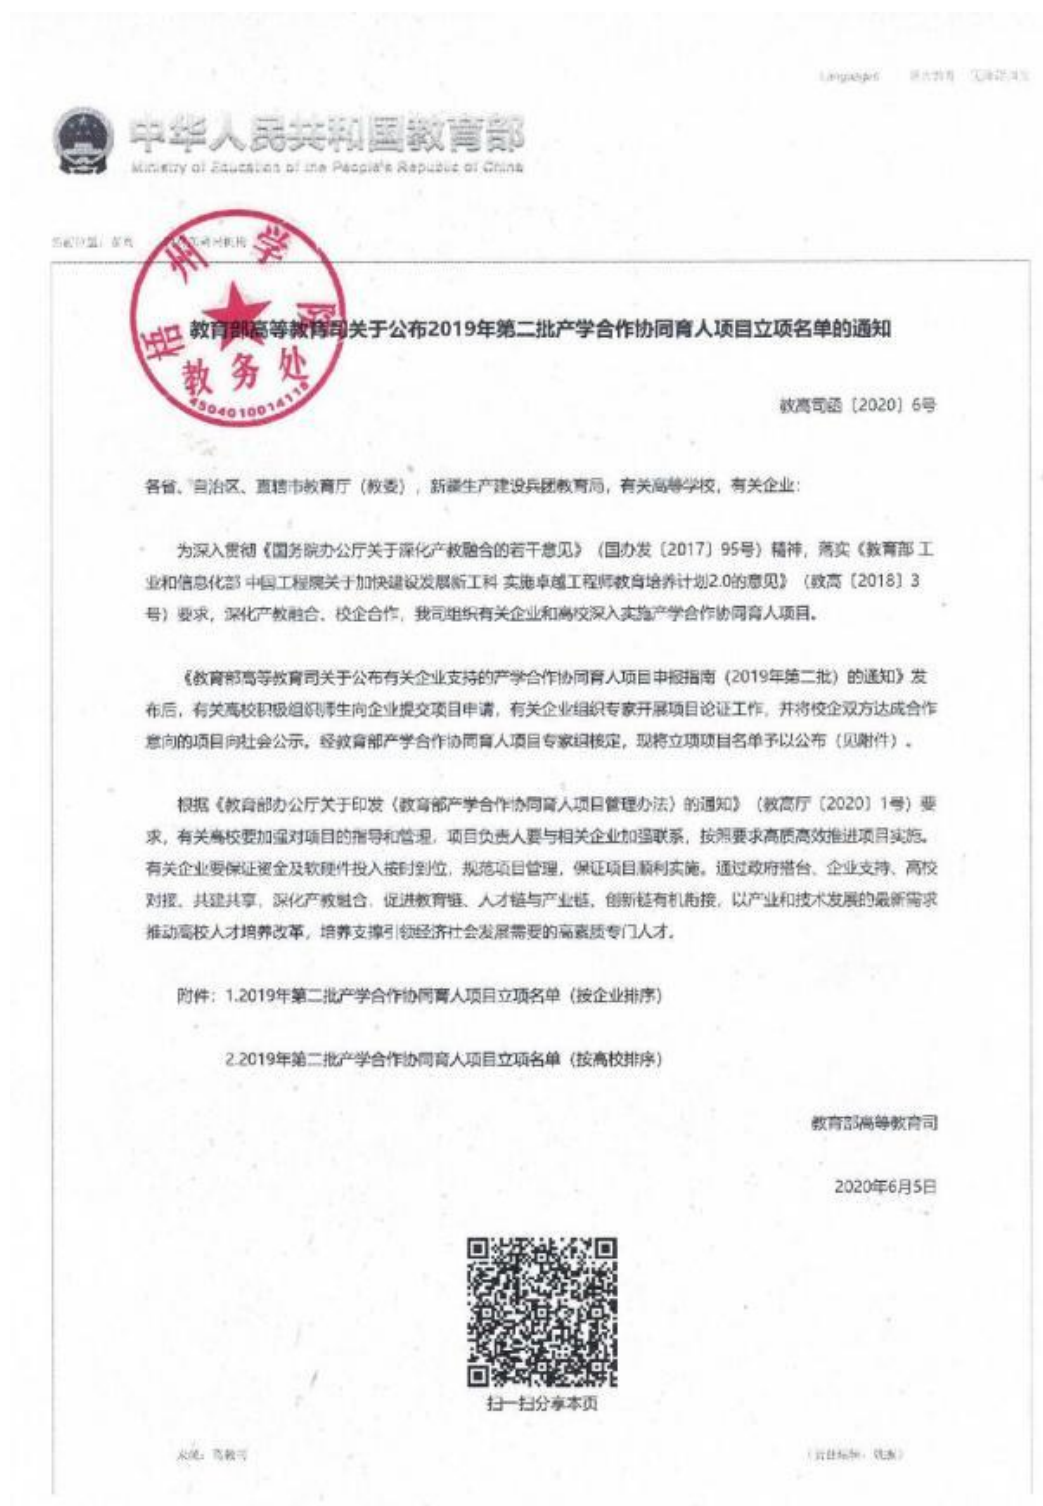 Languages
中华人民共和国教育部
Ministry of Education of the People's Republic of China
当前位置：首页
梧州学院
教务处
4504010014118
教育部高等教育司关于公布2019年第二批产学合作协同育人项目立项名单的通知
教高司函〔2020〕6号
各省、自治区、直辖市教育厅（教委），新疆生产建设兵团教育局，有关高等学校，有关企业：
为深入贯彻《国务院办公厅关于深化产教融合的若干意见》（国办发〔2017〕95号）精神，落实《教育部 工
业和信息化部 中国工程院关于加快建设发展新工科 实施卓越工程师教育培养计划2.0的意见》（教高〔2018〕3
号）要求，深化产教融合、校企合作，我司组织有关企业和高校深入实施产学合作协同育人项目。
《教育部高等教育司关于公布有关企业支持的产学合作协同育人项目申报指南（2019年第二批）的通知》发
布后，有关高校积极组织师生向企业提交项目申请，有关企业组织专家开展项目论证工作，并将校企双方达成合作
意向的项目向社会公示。经教育部产学合作协同育人项目专家组核定，现将立项项目名单予以公布（见附件）。
根据《教育部办公厅关于印发〈教育部产学合作协同育人项目管理办法〉的通知》（教高厅〔2020〕1号）要
求，有关高校要加强对项目的指导和管理，项目负责人要与相关企业加强联系，按照要求高质高效推进项目实施。
有关企业要保证资金及软硬件投入按时到位，规范项目管理，保证项目顺利实施。通过政府搭台、企业支持、高校
对接、共建共享，深化产教融合，促进教育链、人才链与产业链、创新链有机衔接，以产业和技术发展的最新需求
推动高校人才培养改革，培养支撑引领经济社会发展需要的高素质专门人才。
附件：1.2019年第二批产学合作协同育人项目立项名单（按企业排序）
2.2019年第二批产学合作协同育人项目立项名单（按高校排序）
教育部高等教育司
2020年6月5日
扫一扫分享本页
来源：高教司